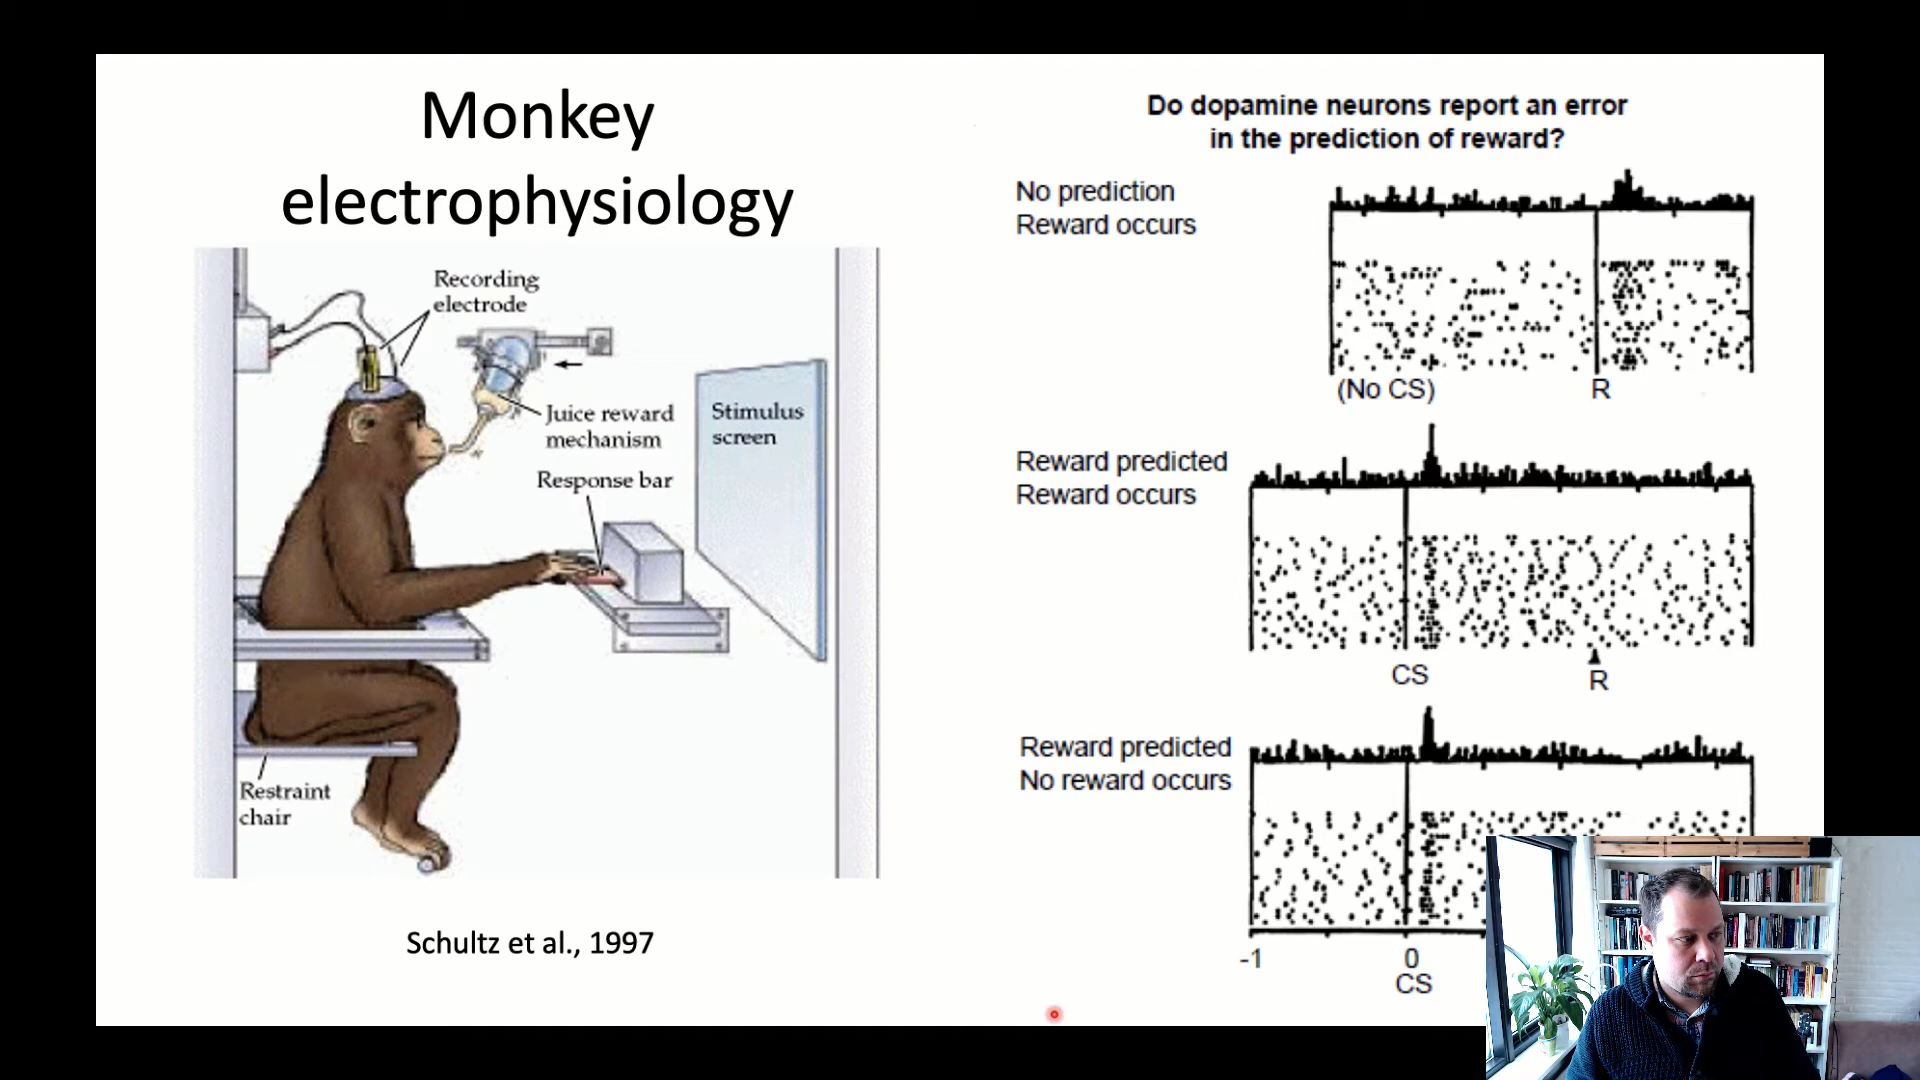 Monkey
electrophysiology
Recording
electrode
Juice reward
mechanism
Response bar
Stimulus
screen
Restraint
chair
Schultz et al., 1997
Do dopamine neurons report an error
in the prediction of reward?
No prediction
Reward occurs
(No CS)
R
Reward predicted
Reward occurs
CS
R
Reward predicted
No reward occurs
-1
0
CS